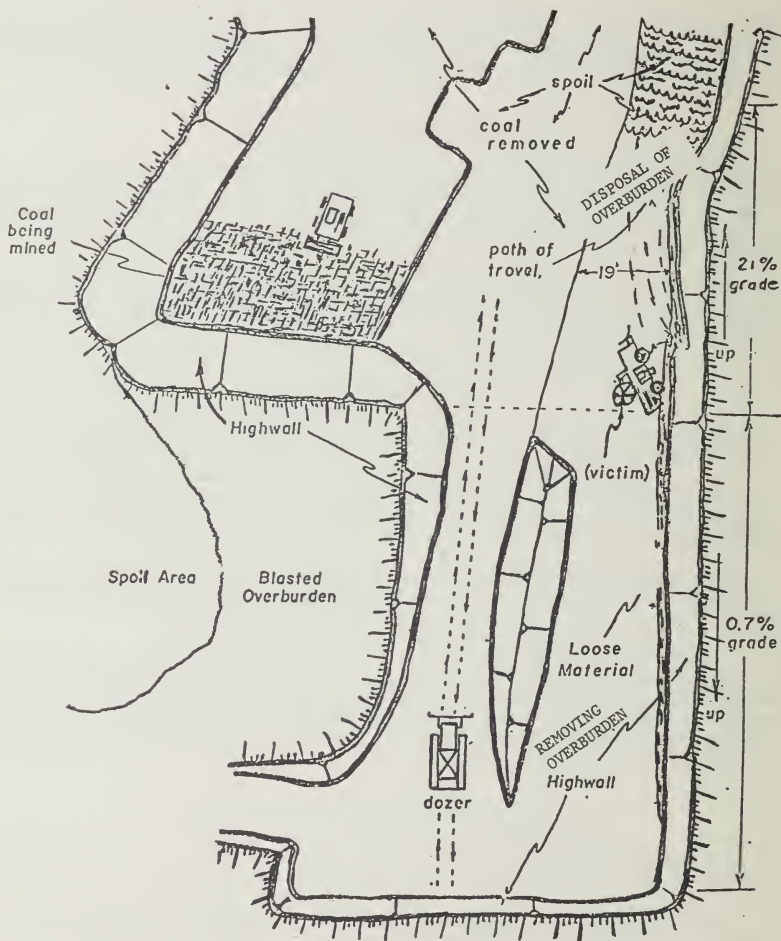 spoil
coal
removed
DISPOSAL OF
OVERBURDEN
Coal
being
mined
path of
travel.
19'
21%
grade
up
Highwall
(victim)
Spoil Area
Blasted
Overburden
Loose
Material
0.7%
grade
up
REMOVING
OVERBURDEN
Highwall
dozer